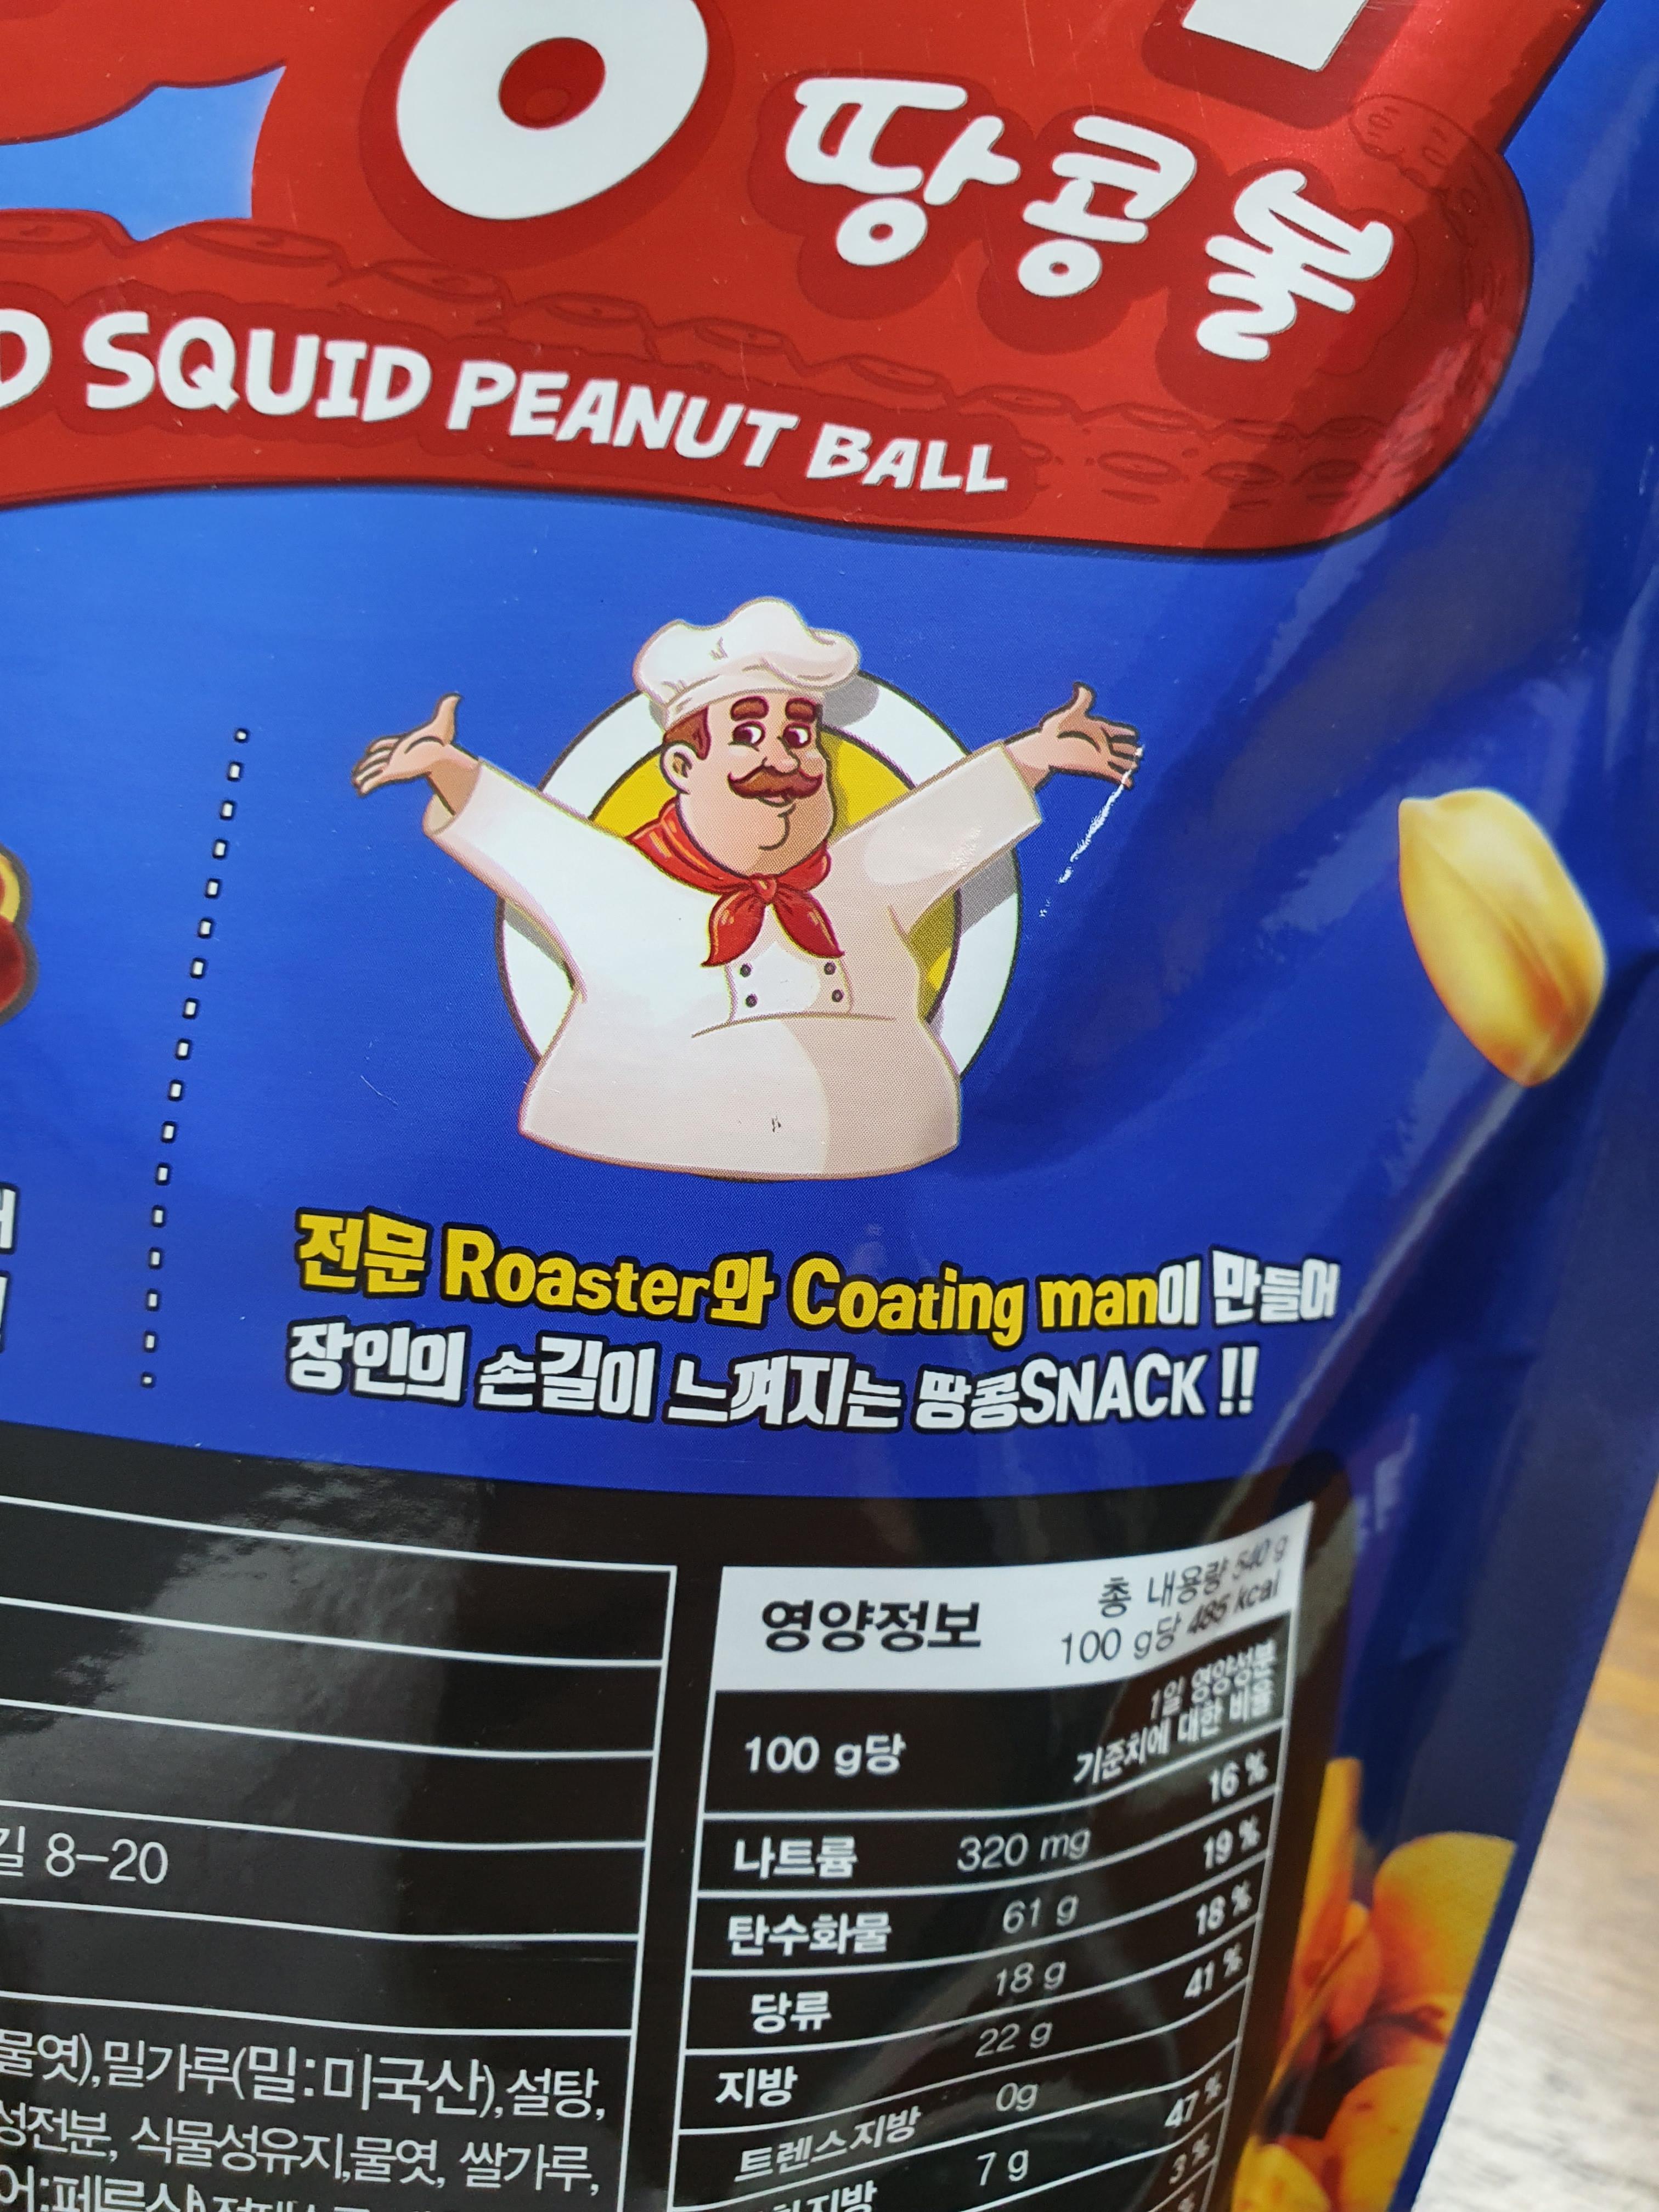 땅콩볼
SQUID PEANUT BALL
전문 Roaster와 Coating man이 만들어
장인의 손길이 느껴지는 땅콩SNACK !!
영양정보
총 내용량 540 g
100 g당 485 kcal
100 g당
1일 영양성분
기준치에 대한 비율
나트륨 320 mg 16 %
탄수화물 61 g 19 %
당류 18 g 18 %
지방 22 g 41 %
트렌스지방 0g
7 g 47 %
3 %
길 8-20
물엿),밀가루(밀:미국산),설탕,
성전분, 식물성유지,물엿, 쌀가루,